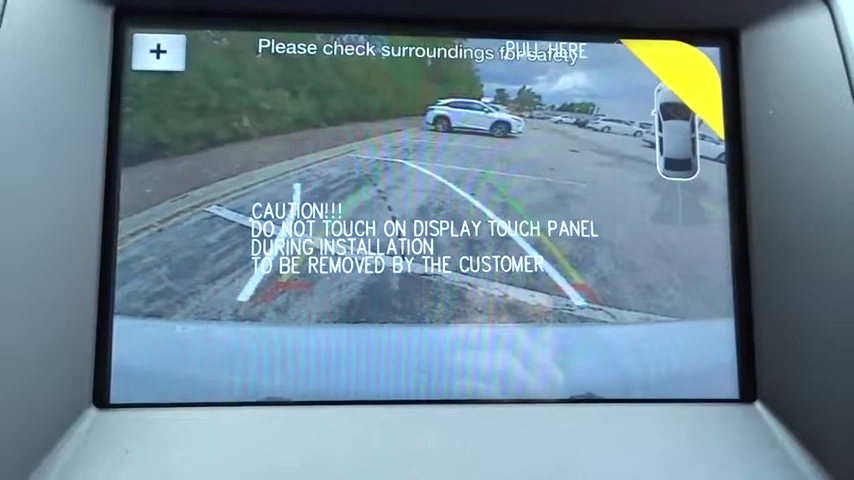 PULL HERE
Please check surroundings for safety
+
CAUTION!!!
DO NOT TOUCH ON DISPLAY TOUCH PANEL
DURING INSTALLATION
TO BE REMOVED BY THE CUSTOMER